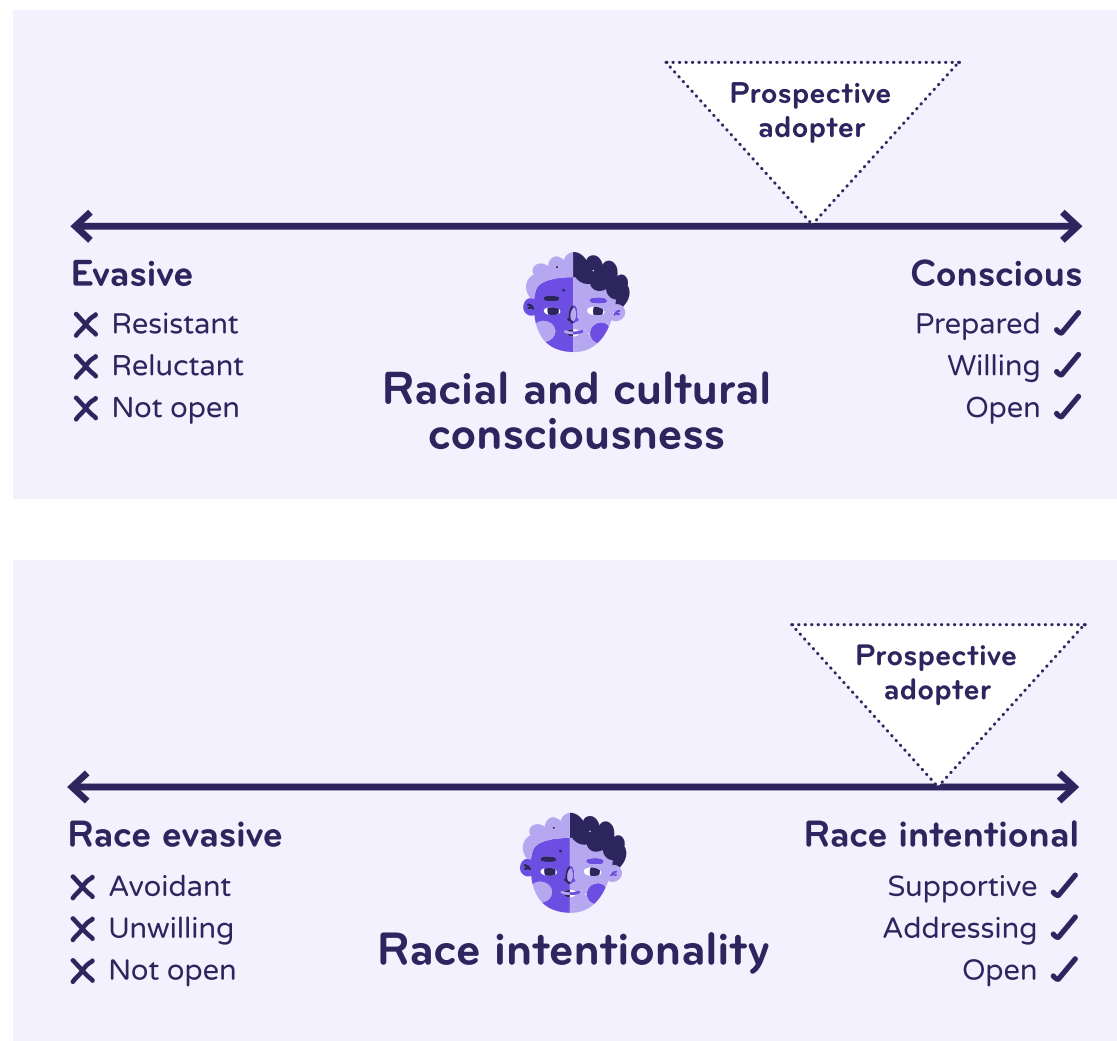 Prospective
adopter
Evasive
Resistant
Reluctant
Not open
Racial and cultural
consciousness
Conscious
Prepared
Willing
Open
Prospective
adopter
Race evasive
Avoidant
Unwilling
Not open
Race intentionality
Race intentional
Supportive
Addressing
Open